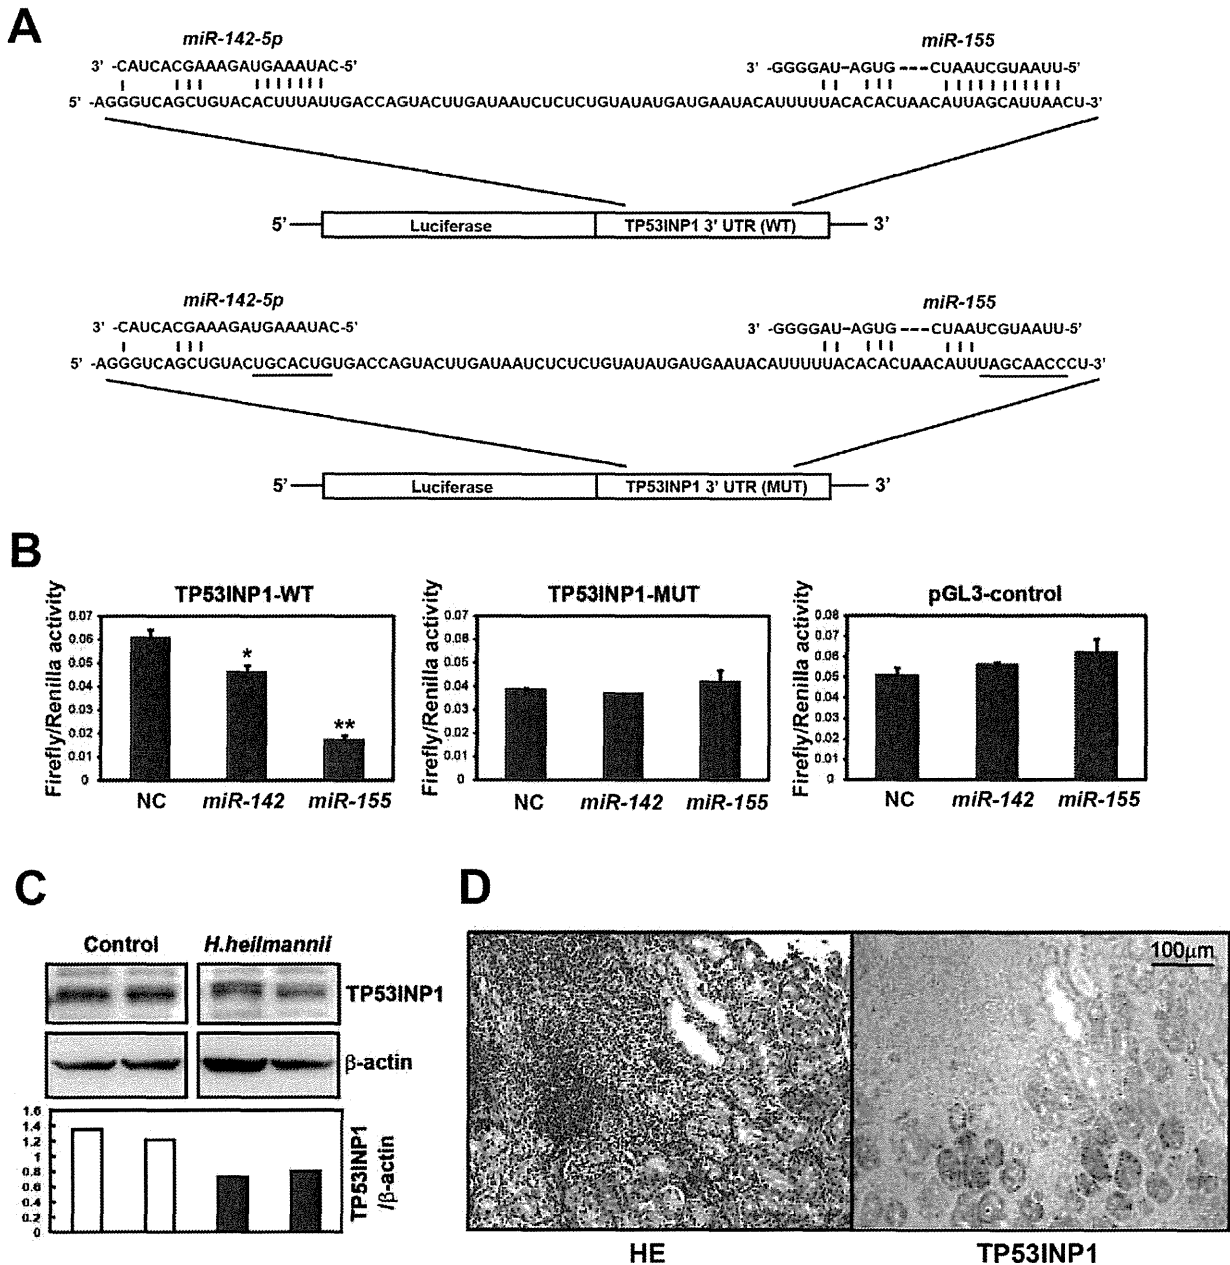 A
miR-142-5p
miR-155
3' -CAUCACGAAAGAUGAAAUAC-5'
3' -GGGGAU-AGUG---CUAAUCGUAAUU-5'
5' -AGGGUCAGCUGUACACUUUAUUGACCAGUACUUGAUAAUCUCUCUGUAUAUGAUGAAUACAUUUUUACACACUAACAUUAGCAUUAACU-3'
5' Luciferase TP53INP1 3' UTR (WT) 3'
miR-142-5p
miR-155
3' -CAUCACGAAAGAUGAAAUAC-5'
3' -GGGGAU-AGUG---CUAAUCGUAAUU-5'
5' -AGGGUCAGCUGUACUGCACUGUGACCAGUACUUGAUAAUCUCUCUGUAUAUGAUGAAUACAUUUUUACACACUAACAUUUAGCAACCCU-3'
5' Luciferase TP53INP1 3' UTR (MUT) 3'
B
TP53INP1-WT
Firefly/Renilla activity
0.07
0.06
0.05
0.04
0.03
0.02
0.01
0
*
**
NC miR-142 miR-155
TP53INP1-MUT
Firefly/Renilla activity
0.07
0.06
0.05
0.04
0.03
0.02
0.01
0
NC miR-142 miR-155
pGL3-control
Firefly/Renilla activity
0.08
0.07
0.06
0.05
0.04
0.03
0.02
0.01
0
NC miR-142 miR-155
C
Control H.heilmannii
TP53INP1
β-actin
1.6
1.4
1.2
1
0.8
0.6
0.4
0.2
0
TP53INP1
/β-actin
D
100μm
HE
TP53INP1